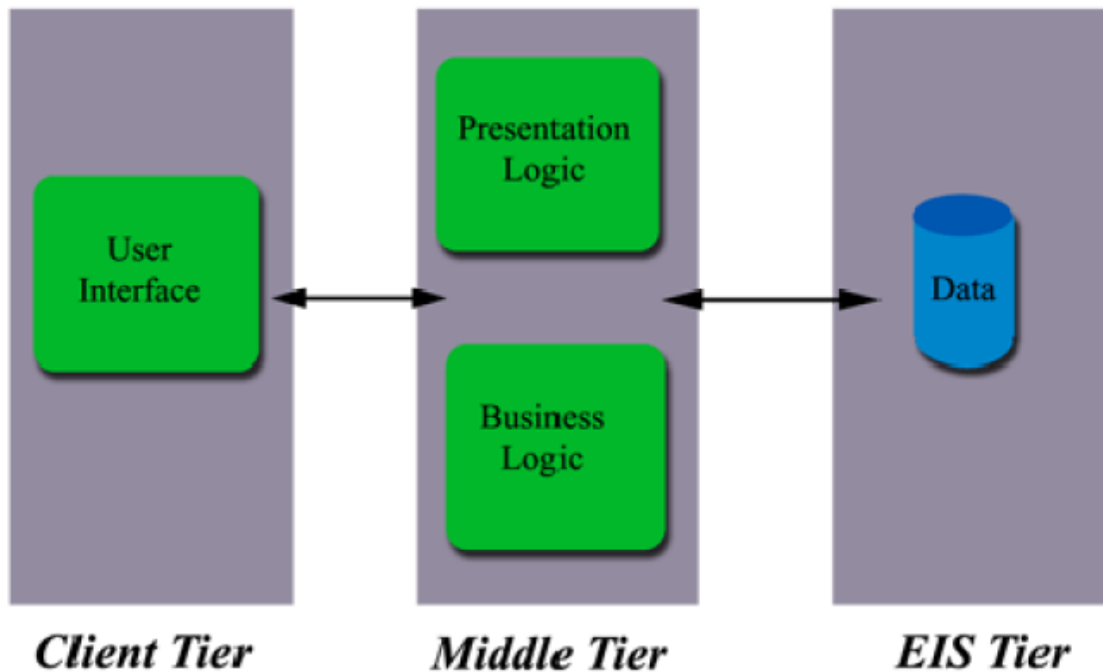 Presentation
Logic
User
Interface
Data
Business
Logic
Client Tier
Middle Tier
EIS Tier